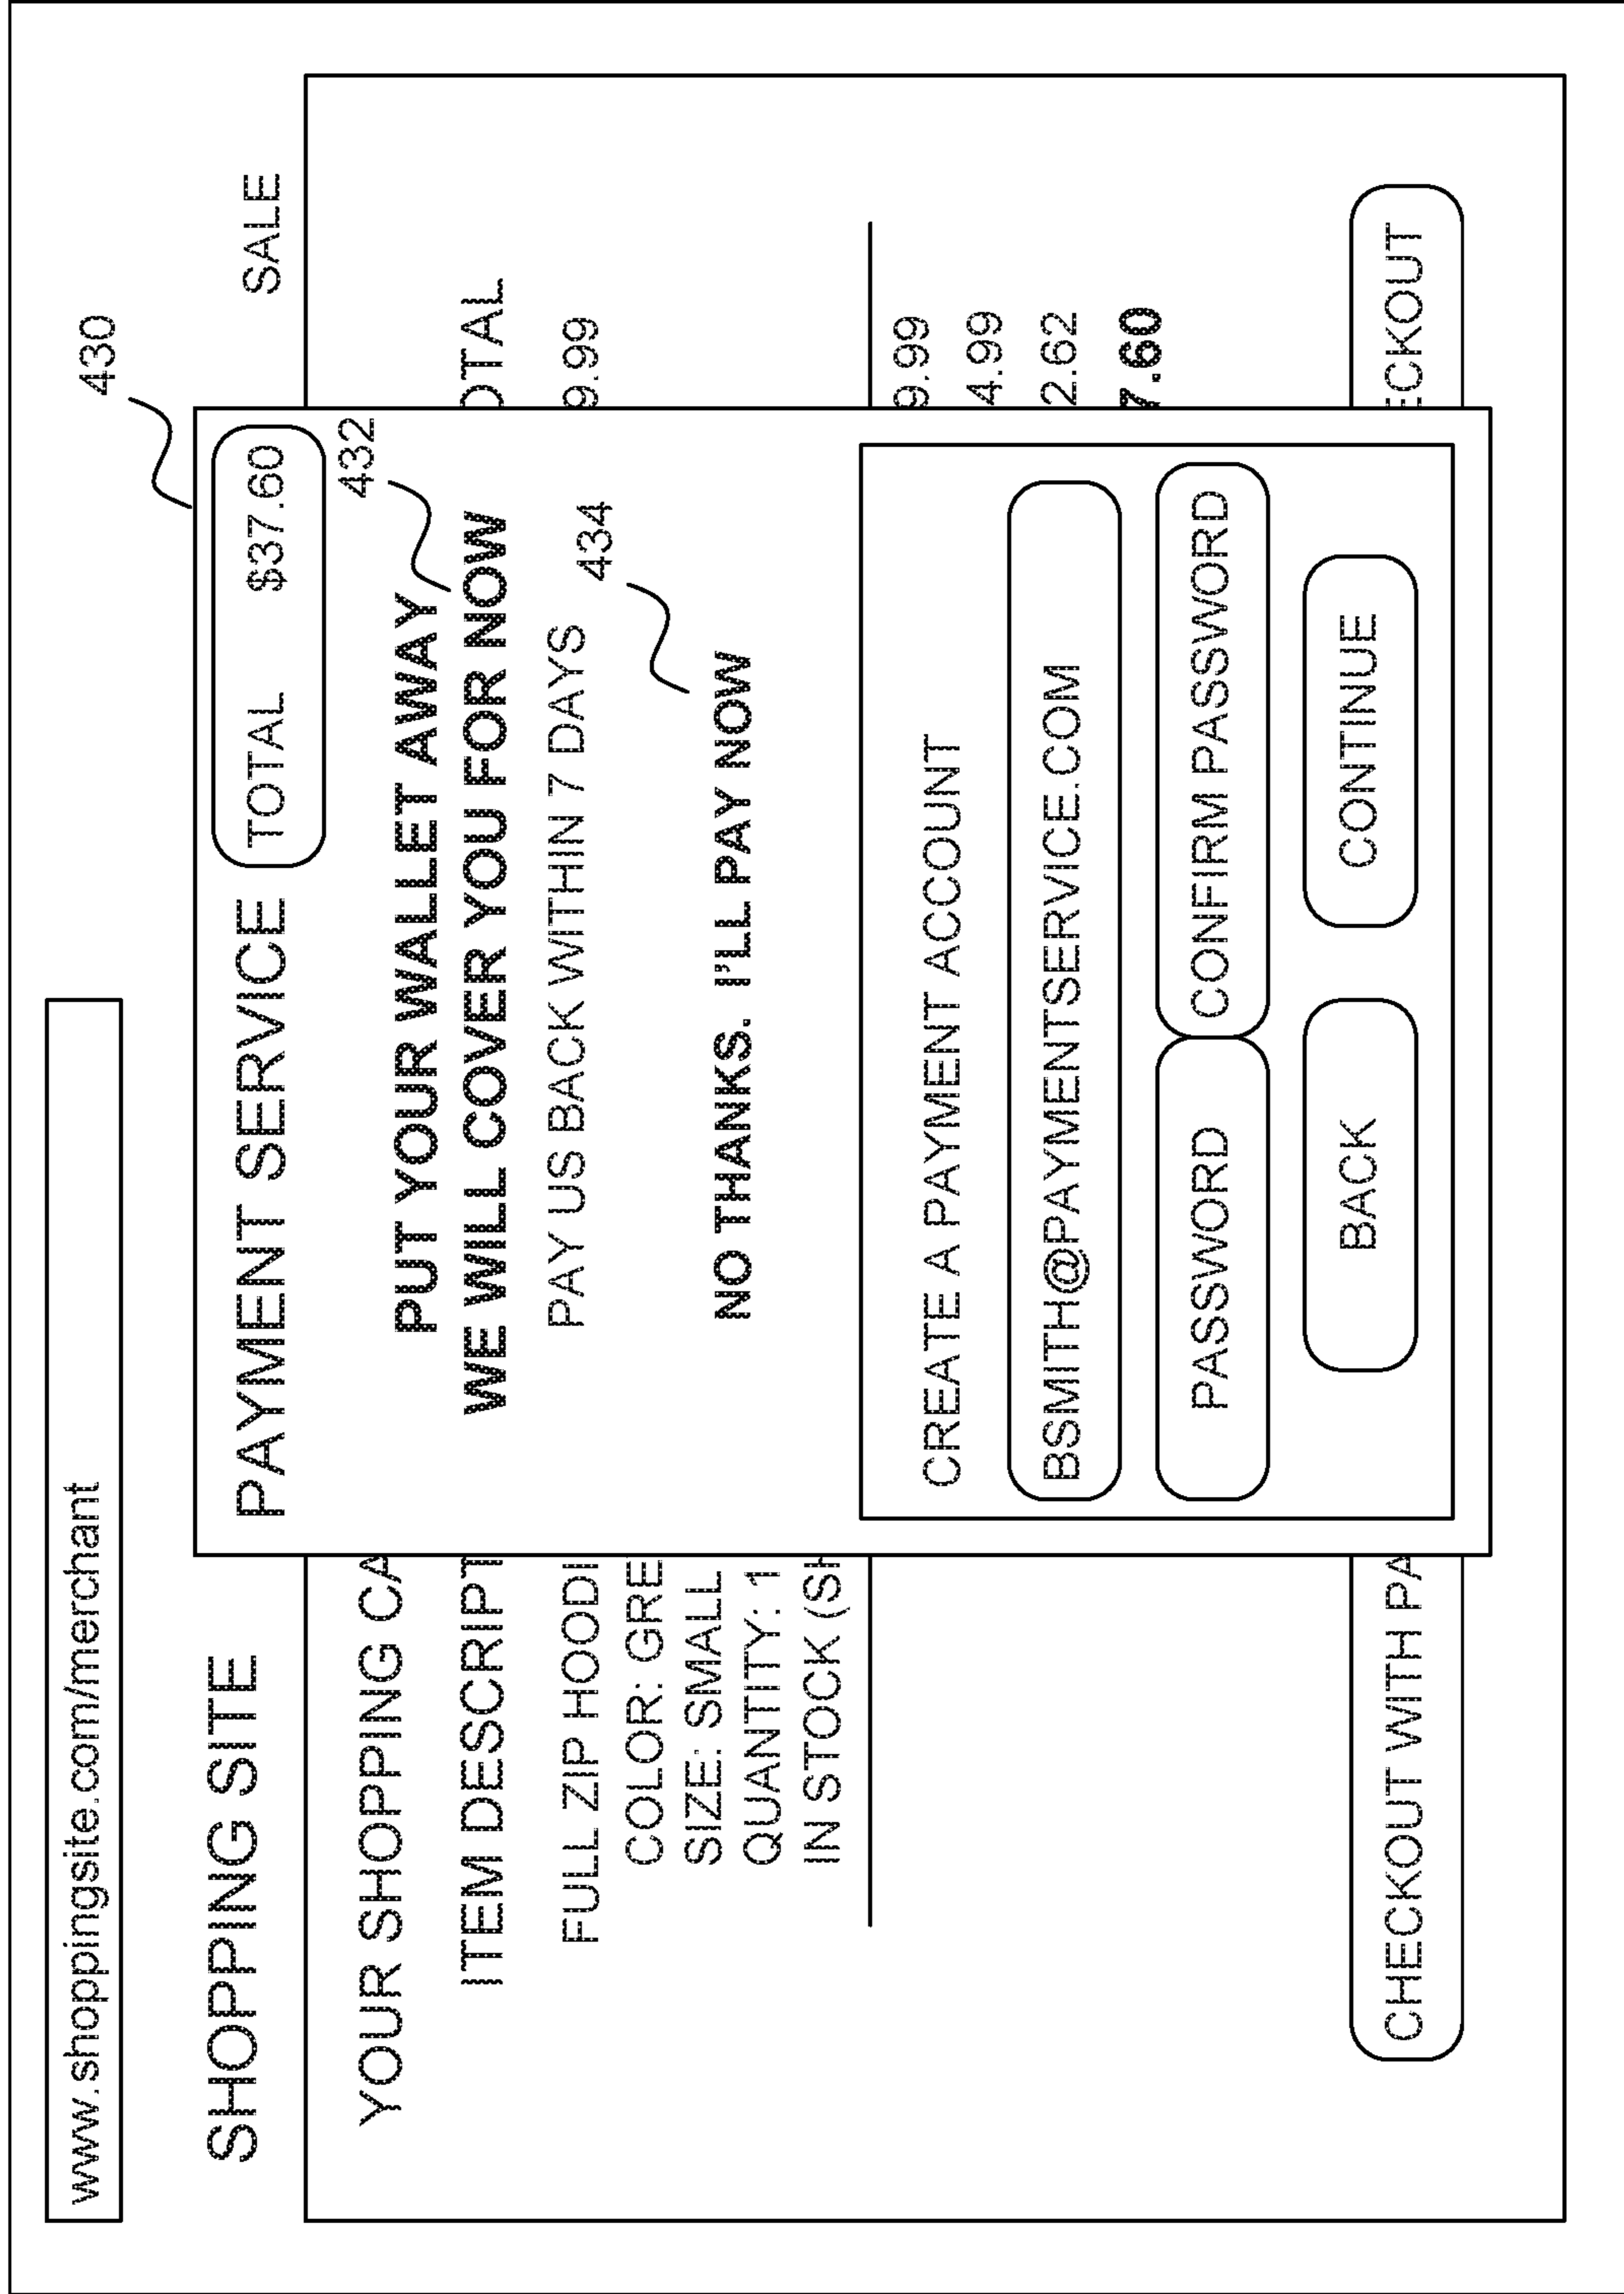 www.shoppingsite.com/merchant
430
SHOPPING SITE
SALE
PAYMENT SERVICE
TOTAL $37.60
432
YOUR SHOPPING CA
PUT YOUR WALLET AWAY
ITEM DESCRIPT
WE WILL COVER YOU FOR NOW
OTAL
434
FULL ZIP HOODI
PAY US BACK WITHIN 7 DAYS
9.99
COLOR: GRE
SIZE: SMALL
NO THANKS. I'LL PAY NOW
QUANTITY: 1
IN STOCK (SH
9.99
CREATE A PAYMENT ACCOUNT
4.99
BSMITH@PAYMENTSERVICE.COM
2.62
7.60
PASSWORD
CONFIRM PASSWORD
BACK
CONTINUE
CHECKOUT WITH PA
ECKOUT